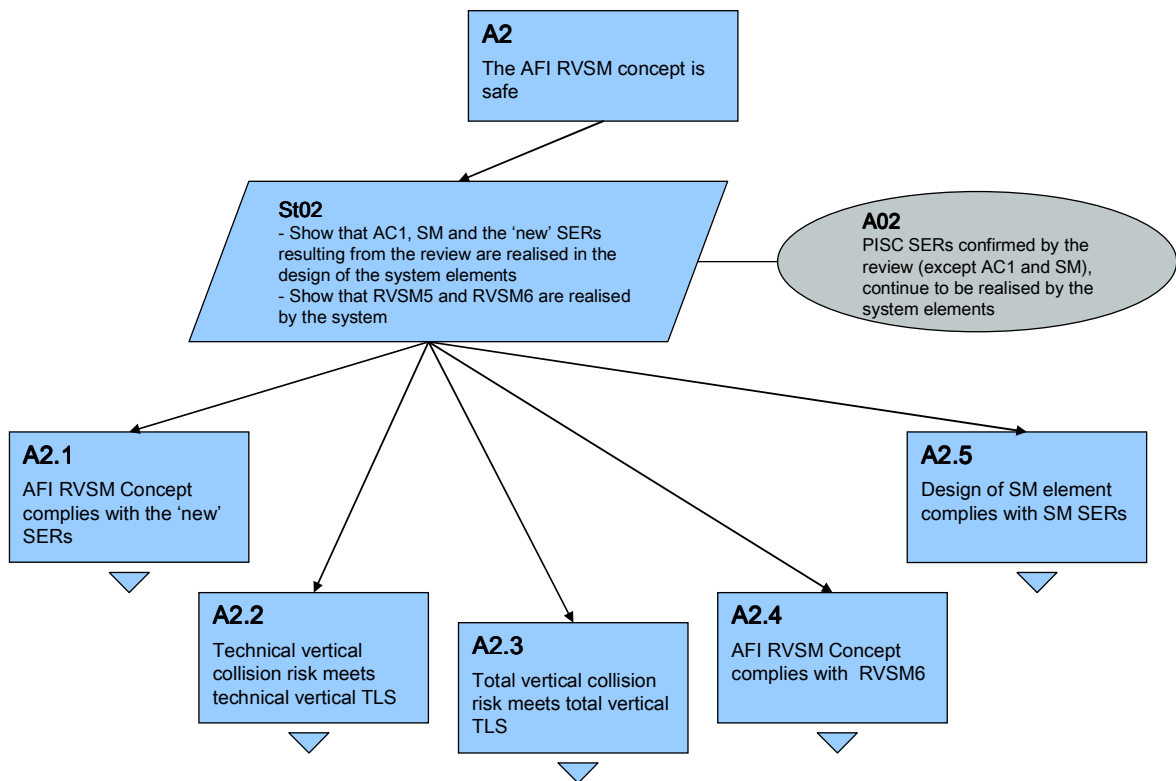 A2
The AFI RVSM concept is
safe
St02
- Show that AC1, SM and the ‘new’ SERs
resulting from the review are realised in the
design of the system elements
- Show that RVSM5 and RVSM6 are realised
by the system
A02
PISC SERs confirmed by the
review (except AC1 and SM),
continue to be realised by the
system elements
A2.1
AFI RVSM Concept
complies with the ‘new’
SERs
A2.2
Technical vertical
collision risk meets
technical vertical TLS
A2.3
Total vertical collision
risk meets total vertical
TLS
A2.4
AFI RVSM Concept
complies with  RVSM6
A2.5
Design of SM element
complies with SM SERs